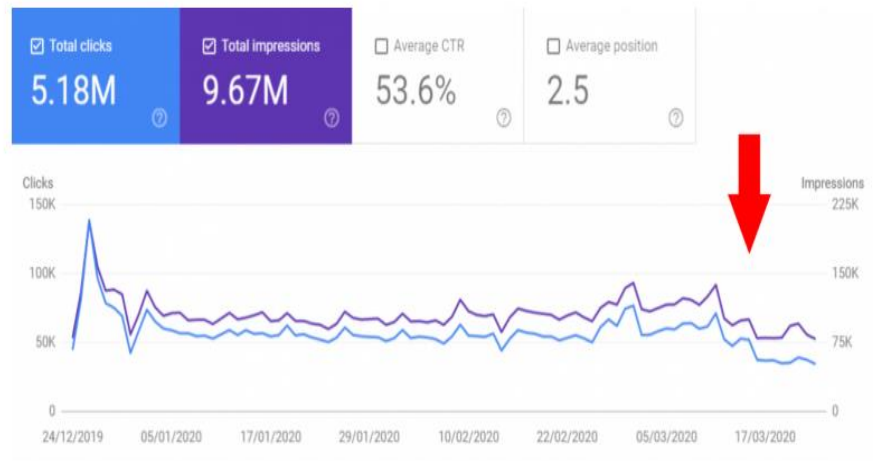 Total clicks
5.18M
Total impressions
9.67M
Average CTR
53.6%
Average position
2.5
Clicks
Impressions
150K
225K
100K
150K
50K
75K
0
0
24/12/2019 05/01/2020 17/01/2020 29/01/2020 10/02/2020 22/02/2020 05/03/2020 17/03/2020